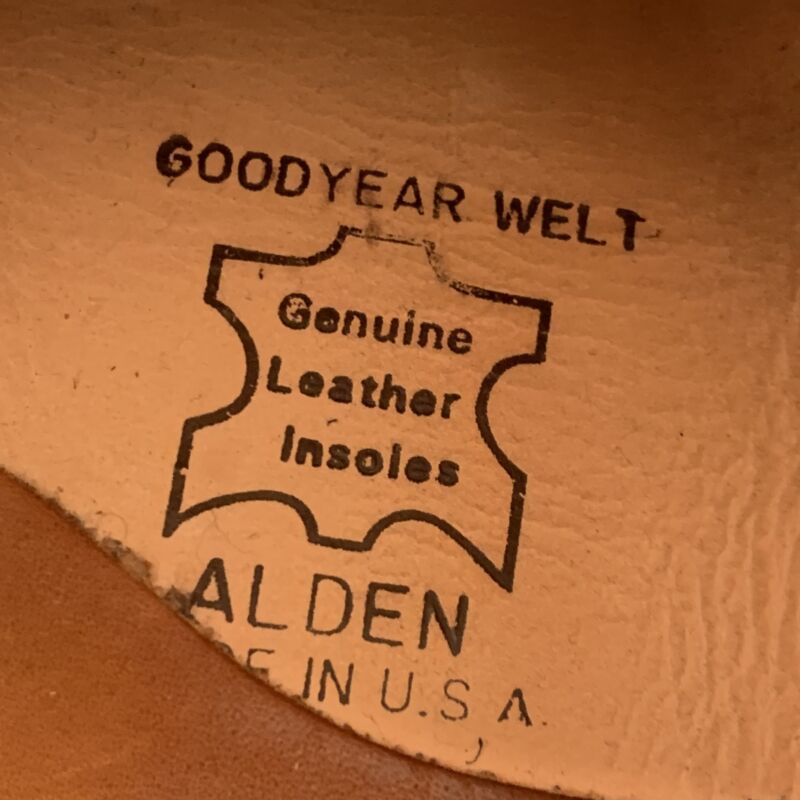 GOODYEAR WELT
Genuine
Leather
Insoles
ALDEN
IN U.S.A.